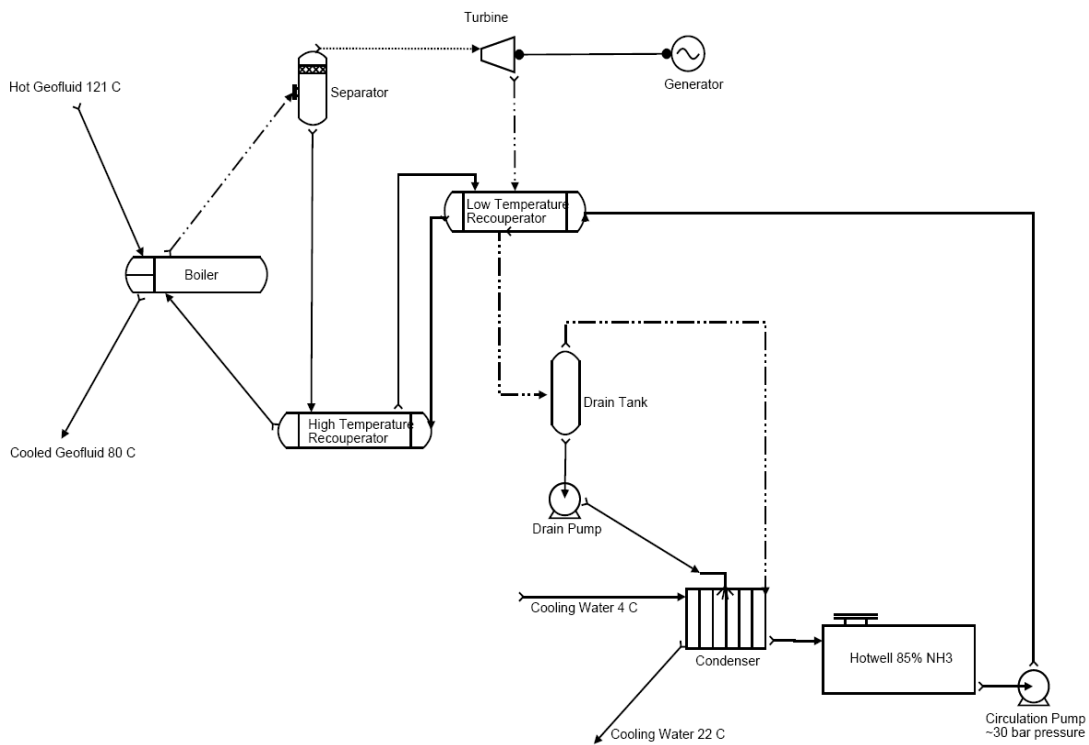 Turbine
Hot Geofluid 121 C
Separator
Generator
Low Temperature
Recouperator
Boiler
Drain Tank
High Temperature
Recouperator
Cooled Geofluid 80 C
Drain Pump
Cooling Water 4 C
Condenser
Hotwell 85% NH3
Cooling Water 22 C
Circulation Pump
~30 bar pressure